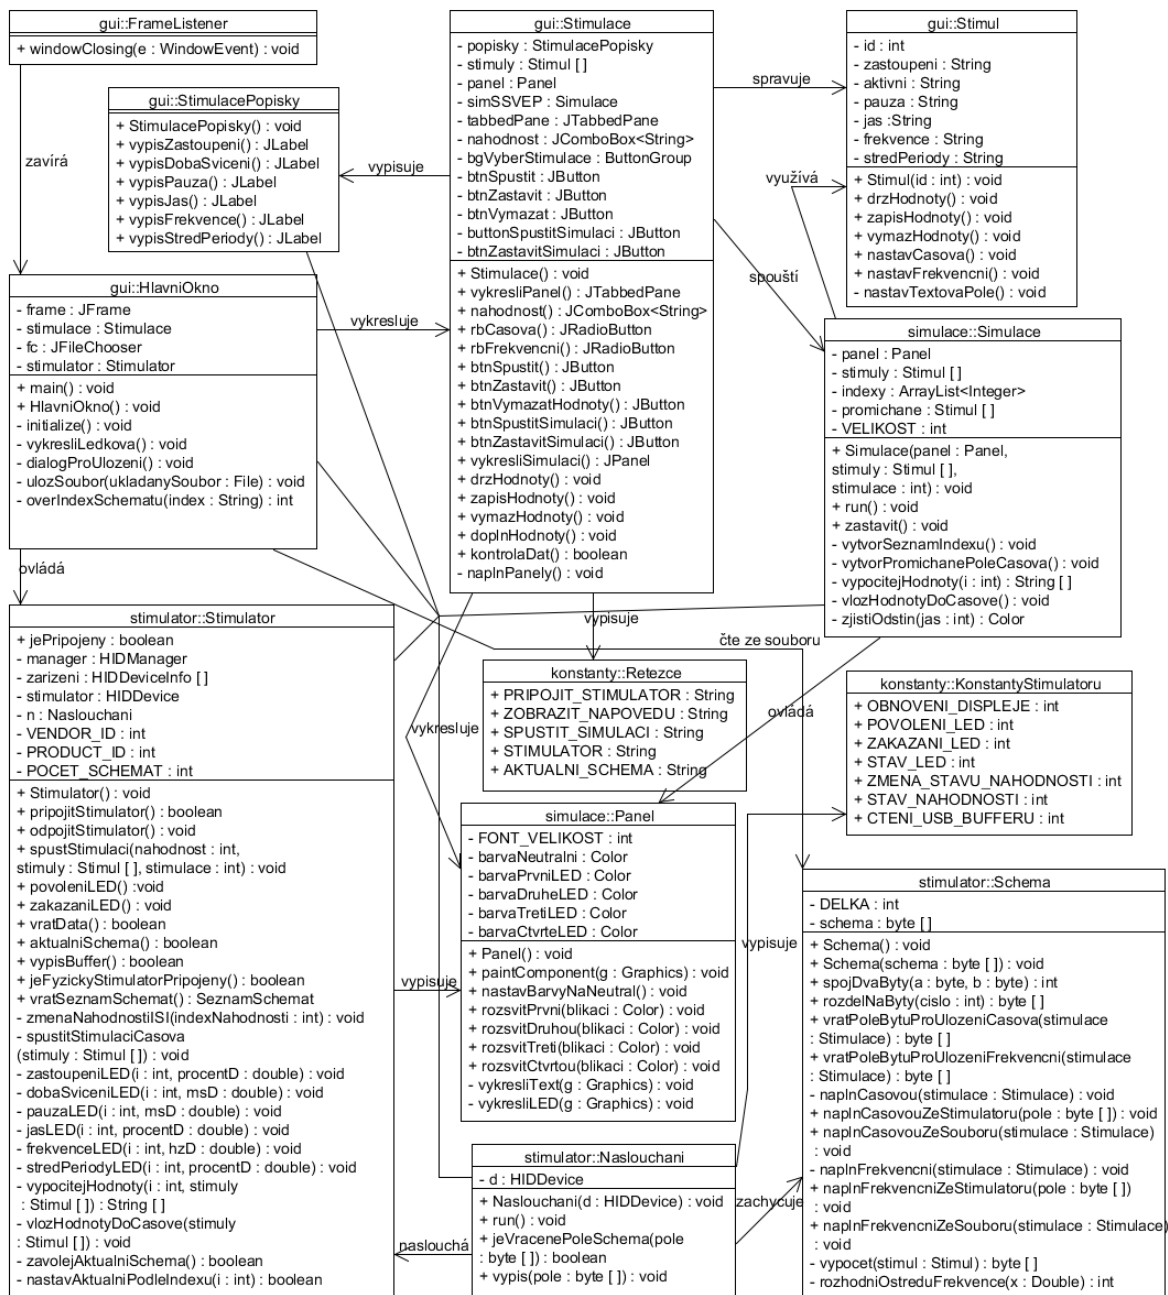 gui::FrameListener
+ windowClosing(e : WindowEvent) : void
zavírá
gui::StimulacePopisky
+ StimulacePopisky() : void
+ vypisZastoupeni() : JLabel
+ vypisDobaSviceni() : JLabel
+ vypisPauza() : JLabel
+ vypisJas() : JLabel
+ vypisFrekvence() : JLabel
+ vypisStredPeriody() : JLabel
vypisuje
gui::HlavniOkno
- frame : JFrame
- stimulace : Stimulace
- fc : JFileChooser
- stimulator : Stimulator
+ main() : void
+ HlavniOkno() : void
- initialize() : void
- vykresliLedkova() : void
- dialogProUlozeni() : void
- ulozSoubor(ukladanySoubor : File) : void
- overIndexSchematu(index : String) : int
vykresluje
ovládá
gui::Stimulace
- popisky : StimulacePopisky
- stimuly : Stimul [ ]
- panel : Panel
- simSSVEP : Simulace
- tabbedPane : JTabbedPane
- nahodnost : JComboBox<String>
- bgVyberStimulace : ButtonGroup
- btnSpustit : JButton
- btnZastavit : JButton
- btnVymazat : JButton
- buttonSpustitSimulaci : JButton
- btnZastavitSimulaci : JButton
+ Stimulace() : void
+ vykresliPanel() : JTabbedPane
+ nahodnost() : JComboBox<String>
+ rbCasova() : JRadioButton
+ rbFrekvencni() : JRadioButton
+ btnSpustit() : JButton
+ btnZastavit() : JButton
+ btnVymazatHodnoty() : JButton
+ btnSpustitSimulaci() : JButton
+ btnZastavitSimulaci() : JButton
+ vykresliSimulaci() : JPanel
+ drzHodnoty() : void
+ zapisHodnoty() : void
+ vymazHodnoty() : void
+ doplnHodnoty() : void
+ kontrolaDat() : boolean
- naplnPanely() : void
spravuje
gui::Stimul
- id : int
- zastoupeni : String
- aktivni : String
- pauza : String
- jas :String
- frekvence : String
- stredPeriody : String
+ Stimul(id : int) : void
+ drzHodnoty() : void
+ zapisHodnoty() : void
+ vymazHodnoty() : void
+ nastavCasova() : void
+ nastavFrekvencni() : void
- nastavTextovaPole() : void
využívá
spouští
simulace::Simulace
- panel : Panel
- stimuly : Stimul [ ]
- indexy : ArrayList<Integer>
- promichane : Stimul [ ]
- VELIKOST : int
+ Simulace(panel : Panel,
stimuly : Stimul [ ],
stimulace : int) : void
+ run() : void
+ zastavit() : void
- vytvorSeznamIndexu() : void
- vytvorPromichanePoleCasova() : void
- vypocitejHodnoty(i : int) : String [ ]
- vlozHodnotyDoCasove() : void
- zjistiOdstin(jas : int) : Color
stimulator::Stimulator
+ jePripojeny : boolean
- manager : HIDManager
- zarizeni : HIDDeviceInfo [ ]
- stimulator : HIDDevice
- n : Naslouchani
- VENDOR_ID : int
- PRODUCT_ID : int
- POCET_SCHEMAT : int
+ Stimulator() : void
+ pripojitStimulator() : boolean
+ odpojitStimulator() : void
+ spustStimulaci(nahodnost : int,
stimuly : Stimul [ ], stimulace : int) : void
+ povoleniLED() :void
+ zakazaniLED() : void
+ vratData() : boolean
+ aktualniSchema() : boolean
+ vypisBuffer() : boolean
+ jeFyzickyStimulatorPripojeny() : boolean
+ vratSeznamSchemat() : SeznamSchemat
- zmenaNahodnostiISI(indexNahodnosti : int) : void
- spustitStimulaciCasova
(stimuly : Stimul [ ]) : void
- zastoupeniLED(i : int, procentD : double) : void
- dobaSviceniLED(i : int, msD : double) : void
- pauzaLED(i : int, msD : double) : void
- jasLED(i : int, procentD : double) : void
- frekvenceLED(i : int, hzD : double) : void
- stredPeriodyLED(i : int, procentD : double) : void
- vypocitejHodnoty(i : int, stimuly
: Stimul [ ]) : String [ ]
- vlozHodnotyDoCasove(stimuly
: Stimul [ ]) : void
- zavolejAktualniSchema() : boolean
- nastavAktualniPodleIndexu(i : int) : boolean
vypisuje
čte ze souboru
konstanty::Retezce
+ PRIPOJIT_STIMULATOR : String
+ ZOBRAZIT_NAPOVEDU : String
+ SPUSTIT_SIMULACI : String
+ STIMULATOR : String
+ AKTUALNI_SCHEMA : String
vykresluje
ovládá
konstanty::KonstantyStimulatoru
+ OBNOVENI_DISPLEJE : int
+ POVOLENI_LED : int
+ ZAKAZANI_LED : int
+ STAV_LED : int
+ ZMENA_STAVU_NAHODNOSTI : int
+ STAV_NAHODNOSTI : int
+ CTENI_USB_BUFFERU : int
simulace::Panel
- FONT_VELIKOST : int
- barvaNeutralni : Color
- barvaPrvniLED : Color
- barvaDruheLED : Color
- barvaTretiLED : Color
- barvaCtvrteLED : Color
+ Panel() : void
+ paintComponent(g : Graphics) : void
+ nastavBarvyNaNeutral() : void
+ rozsvitPrvni(blikaci : Color) : void
+ rozsvitDruhou(blikaci : Color) : void
+ rozsvitTreti(blikaci : Color) : void
+ rozsvitCtvrtou(blikaci : Color) : void
- vykresliText(g : Graphics) : void
- vykresliLED(g : Graphics) : void
vypisuje
vypisuje
stimulator::Schema
- DELKA : int
- schema : byte [ ]
+ Schema() : void
+ Schema(schema : byte [ ]) : void
+ spojDvaByty(a : byte, b : byte) : int
+ rozdelNaByty(cislo : int) : byte [ ]
+ vratPoleBytuProUlozeniCasova(stimulace
: Stimulace) : byte [ ]
+ vratPoleBytuProUlozeniFrekvencni(stimulace
: Stimulace) : byte [ ]
- naplnCasovou(stimulace : Stimulace) : void
+ naplnCasovouZeStimulatoru(pole : byte [ ]) : void
+ naplnCasovouZeSouboru(stimulace : Stimulace)
: void
- naplnFrekvencni(stimulace : Stimulace) : void
+ naplnFrekvencniZeStimulatoru(pole : byte [ ])
: void
+ naplnFrekvencniZeSouboru(stimulace : Stimulace)
: void
- vypocet(stimul : Stimul) : byte [ ]
- rozhodniOstreduFrekvence(x : Double) : int
stimulator::Naslouchani
- d : HIDDevice
+ Naslouchani(d : HIDDevice) : void
+ run() : void
+ jeVracenePoleSchema(pole
: byte [ ]) : boolean
+ vypis(pole : byte [ ]) : void
zachycuje
naslouchá